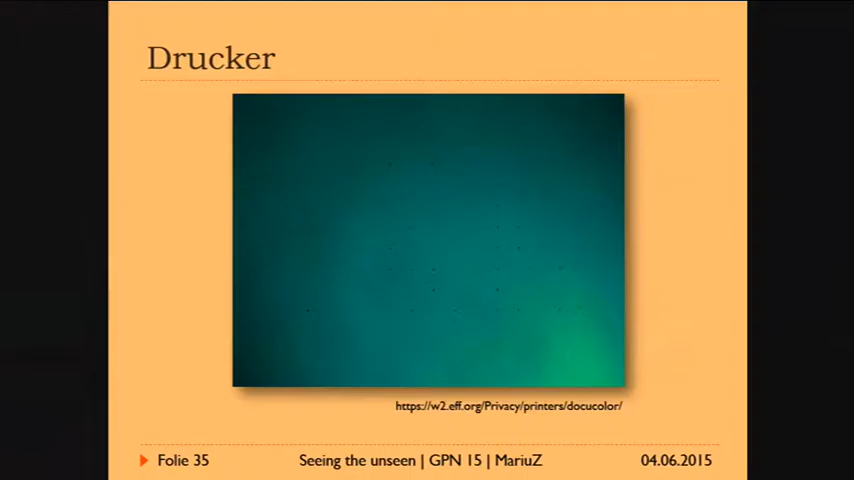 Drucker
https://w2.eff.org/Privacy/printers/docucolor/
Folie 35
Seeing the unseen | GPN 15 | MariuZ
04.06.2015